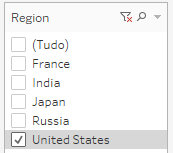 Region
(Tudo)
France
India
Japan
Russia
United States